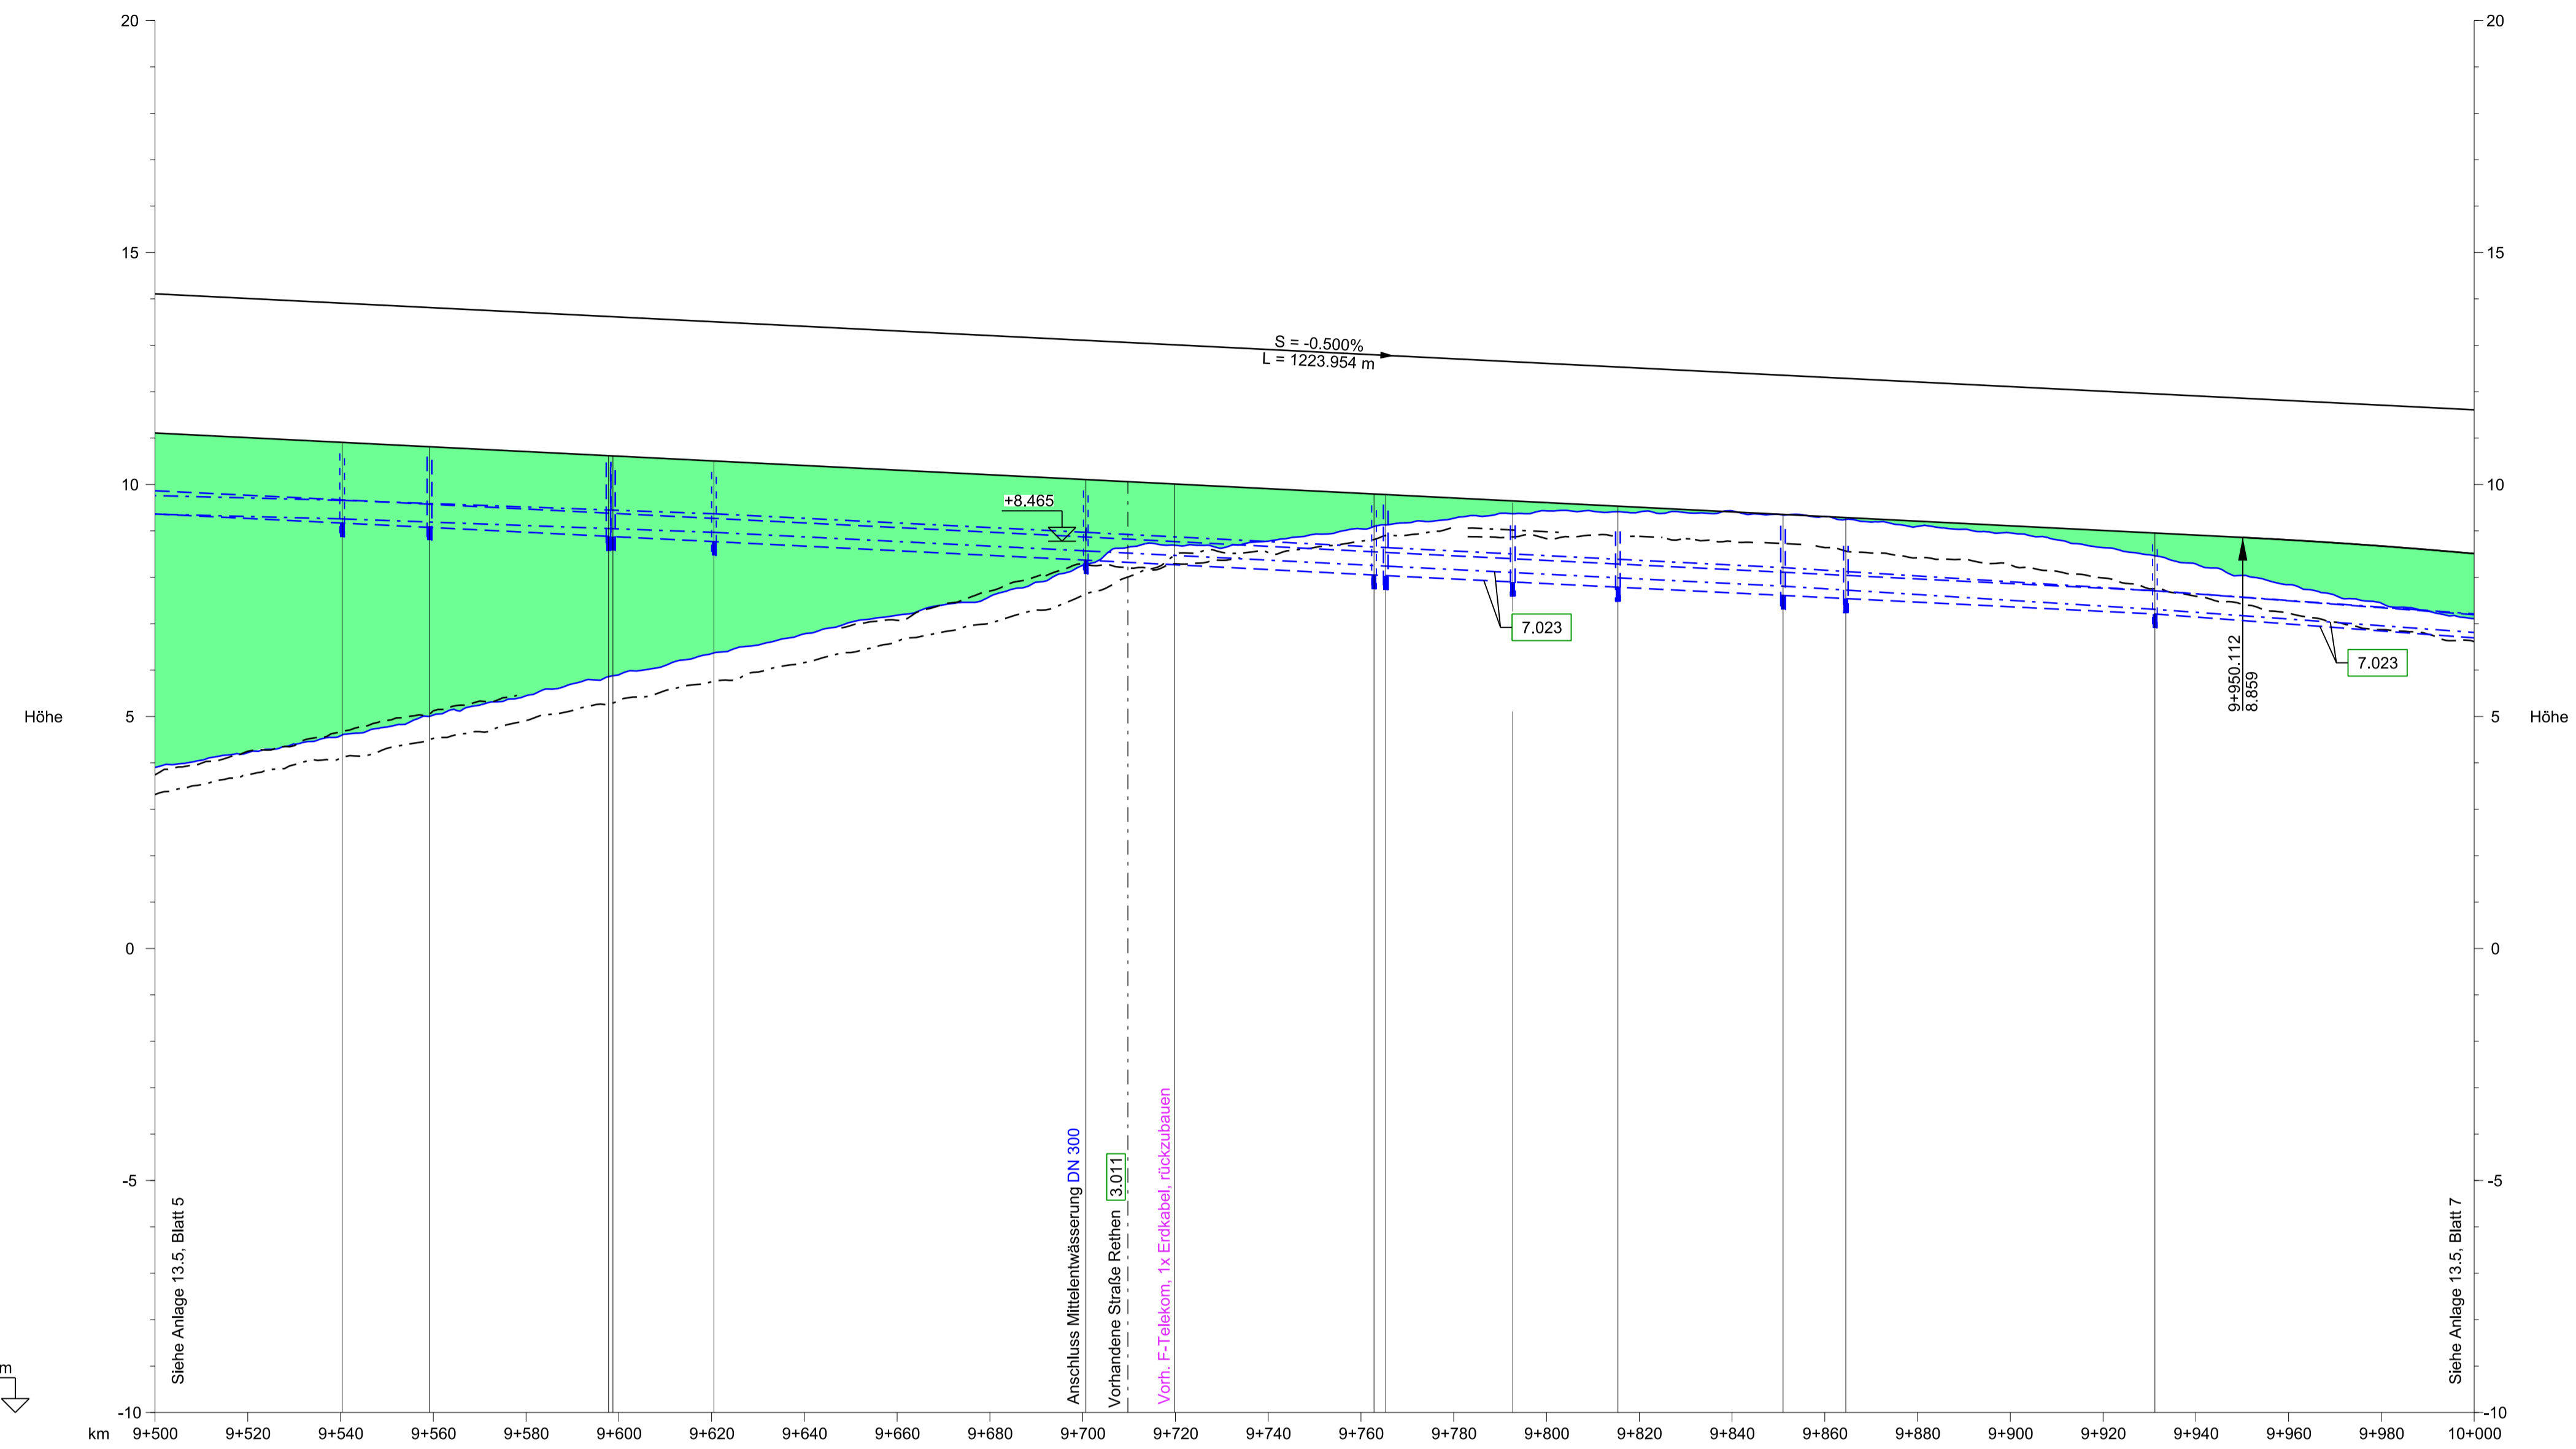 20
20
15
15
S = -0.500%
L = 1223.954 m
10
10
+8.465
7.023
7.023
9+950.112
8.859
Höhe
5
5
Höhe
0
0
Anschluss Mittelentwässerung DN 300
Vorhandene Straße Rethen 3.011
Vorh. F-Telekom, 1x Erdkabel, rückzubauen
-5
-5
Siehe Anlage 13.5, Blatt 5
Siehe Anlage 13.5, Blatt 7
m
-10
-10
km 9+500 9+520 9+540 9+560 9+580 9+600 9+620 9+640 9+660 9+680 9+700 9+720 9+740 9+760 9+780 9+800 9+820 9+840 9+860 9+880 9+900 9+920 9+940 9+960 9+980 10+000